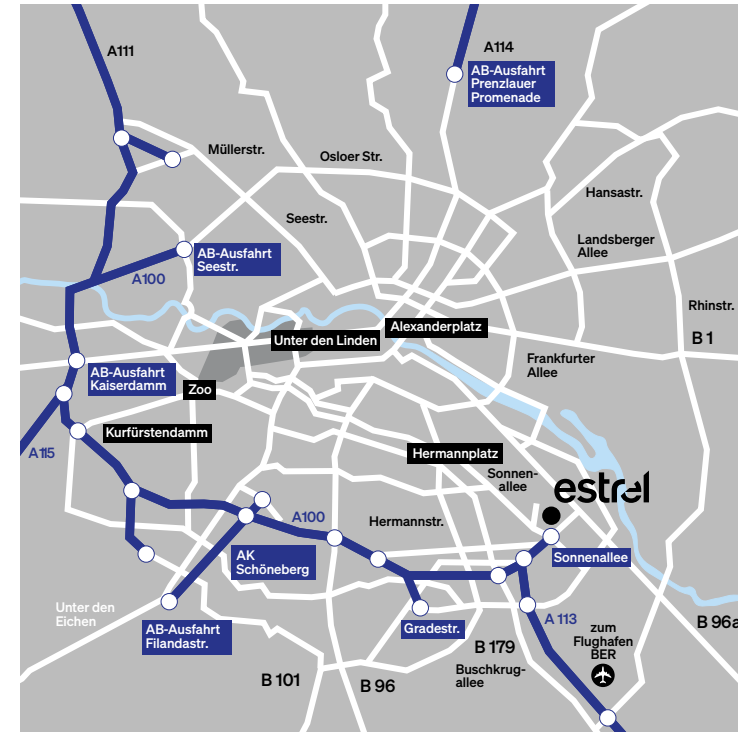 A111
A114
AB-Ausfahrt
Prenzlauer
Promenade
Müllerstr.
Osloer Str.
Hansastr.
Seestr.
Landsberger
Allee
AB-Ausfahrt
Seestr.
A100
Rhinstr.
Alexanderplatz
B 1
Unter den Linden
Frankfurter
Allee
AB-Ausfahrt
Kaiserdamm
Zoo
Kurfürstendamm
A115
Hermannplatz
Sonnen-
allee
estrel
A100
Hermannstr.
AK
Schöneberg
Sonnenallee
Unter den
Eichen
AB-Ausfahrt
Filandastr.
Gradestr.
A 113
B 96a
zum
Flughafen
BER
B 179
Buschkrug-
allee
B 101
B 96